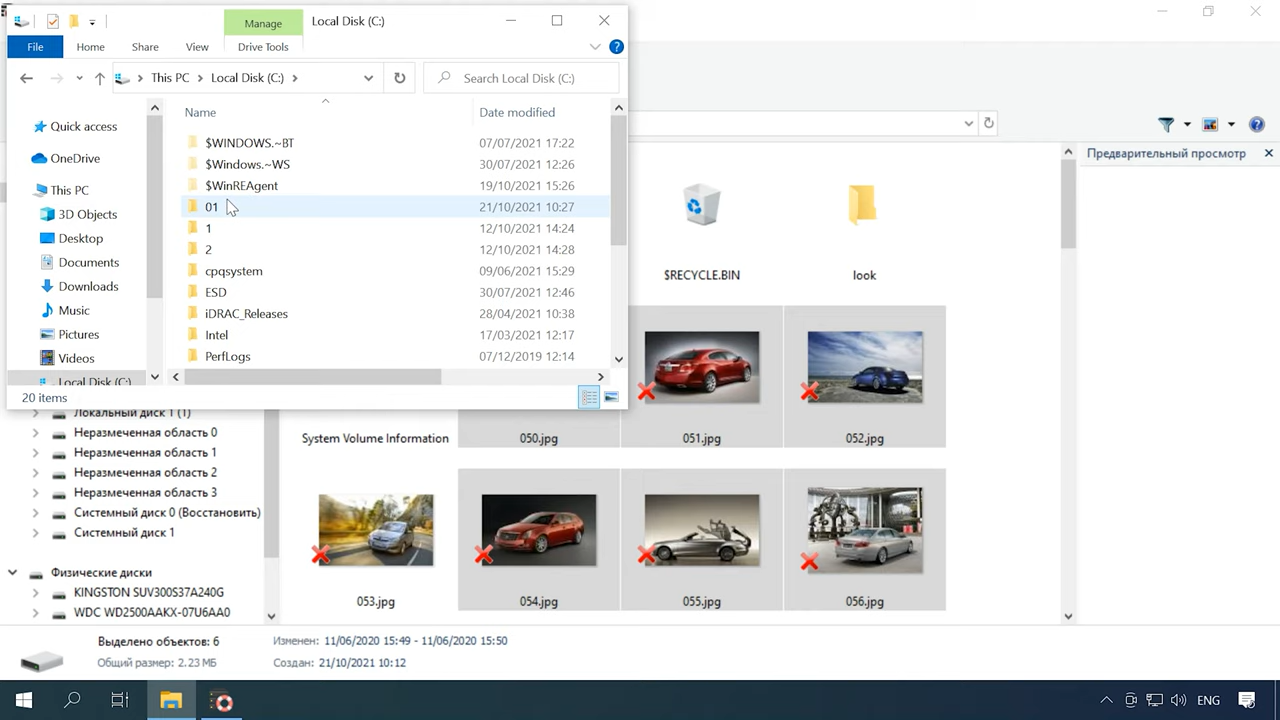 Manage
Local Disk (C:)
File
Home
Share
View
Drive Tools
This PC
Local Disk (C:)
Search Local Disk (C:)
Name
Date modified
Quick access
OneDrive
This PC
3D Objects
Desktop
Documents
Downloads
Music
Pictures
Videos
Local Disk (C:)
$WINDOWS.~BT 07/07/2021 17:22
$Windows.~WS 30/07/2021 12:26
$WinREAgent 19/10/2021 15:26
01 21/10/2021 10:27
1 12/10/2021 14:24
2 12/10/2021 14:28
cpqsystem 09/06/2021 15:29
ESD 30/07/2021 12:46
iDRAC_Releases 28/04/2021 10:38
Intel 17/03/2021 12:17
PerfLogs 07/12/2019 12:14
20 items
Предварительный просмотр
$RECYCLE.BIN
look
System Volume Information
050.jpg
051.jpg
052.jpg
053.jpg
054.jpg
055.jpg
056.jpg
Локальный диск 1 (1)
Неразмеченная область 0
Неразмеченная область 1
Неразмеченная область 2
Неразмеченная область 3
Системный диск 0 (Восстановить)
Системный диск 1
Физические диски
KINGSTON SUV300S37A240G
WDC WD2500AAKX-07U6AA0
Выделено объектов: 6
Общий размер: 2.23 МБ
Изменен: 11/06/2020 15:49 - 11/06/2020 15:50
Создан: 21/10/2021 10:12
ENG